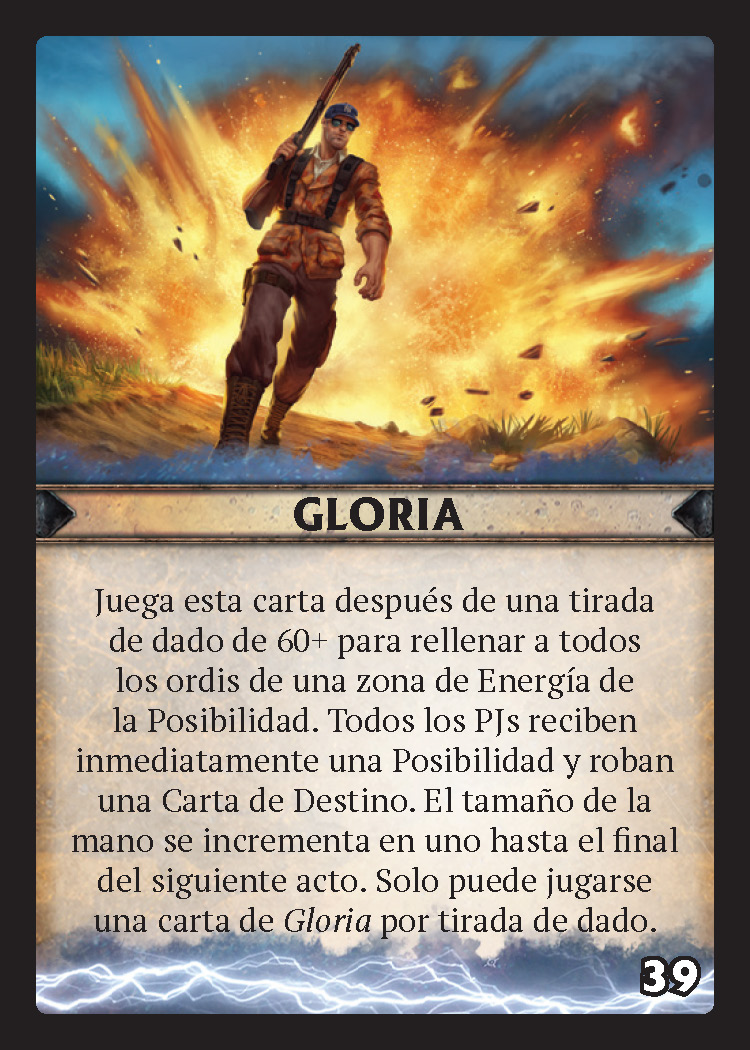 GLORIA
Juega esta carta después de una tirada
de dado de 60+ para rellenar a todos
los ordis de una zona de Energía de
la Posibilidad. Todos los PJs reciben
inmediatamente una Posibilidad y roban
una Carta de Destino. El tamaño de la
mano se incrementa en uno hasta el final
del siguiente acto. Solo puede jugarse
una carta de Gloria por tirada de dado.
39